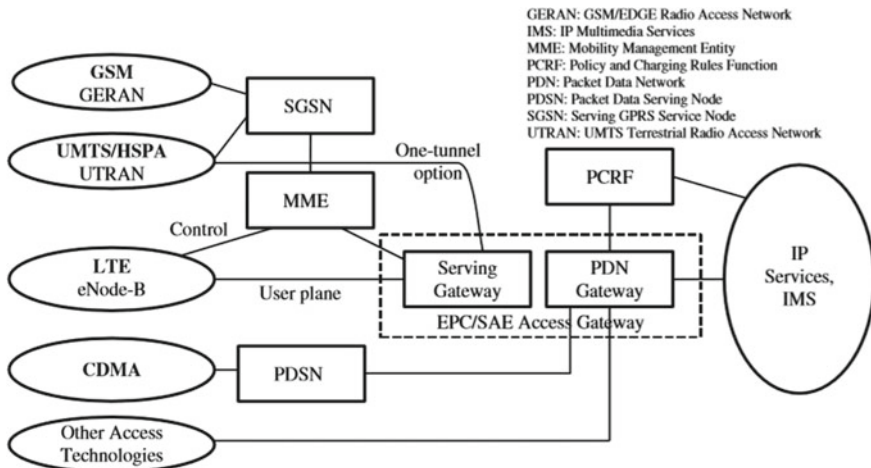 GERAN: GSM/EDGE Radio Access Network
IMS: IP Multimedia Services
MME: Mobility Management Entity
PCRF: Policy and Charging Rules Function
PDN: Packet Data Network
PDSN: Packet Data Serving Node
SGSN: Serving GPRS Service Node
UTRAN: UMTS Terrestrial Radio Access Network
GSM
GERAN
SGSN
UMTS/HSPA
UTRAN
One-tunnel
option
PCRF
MME
Control
LTE
eNode-B
User plane
Serving
Gateway
PDN
Gateway
IP
Services,
IMS
EPC/SAE Access Gateway
CDMA
PDSN
Other Access
Technologies